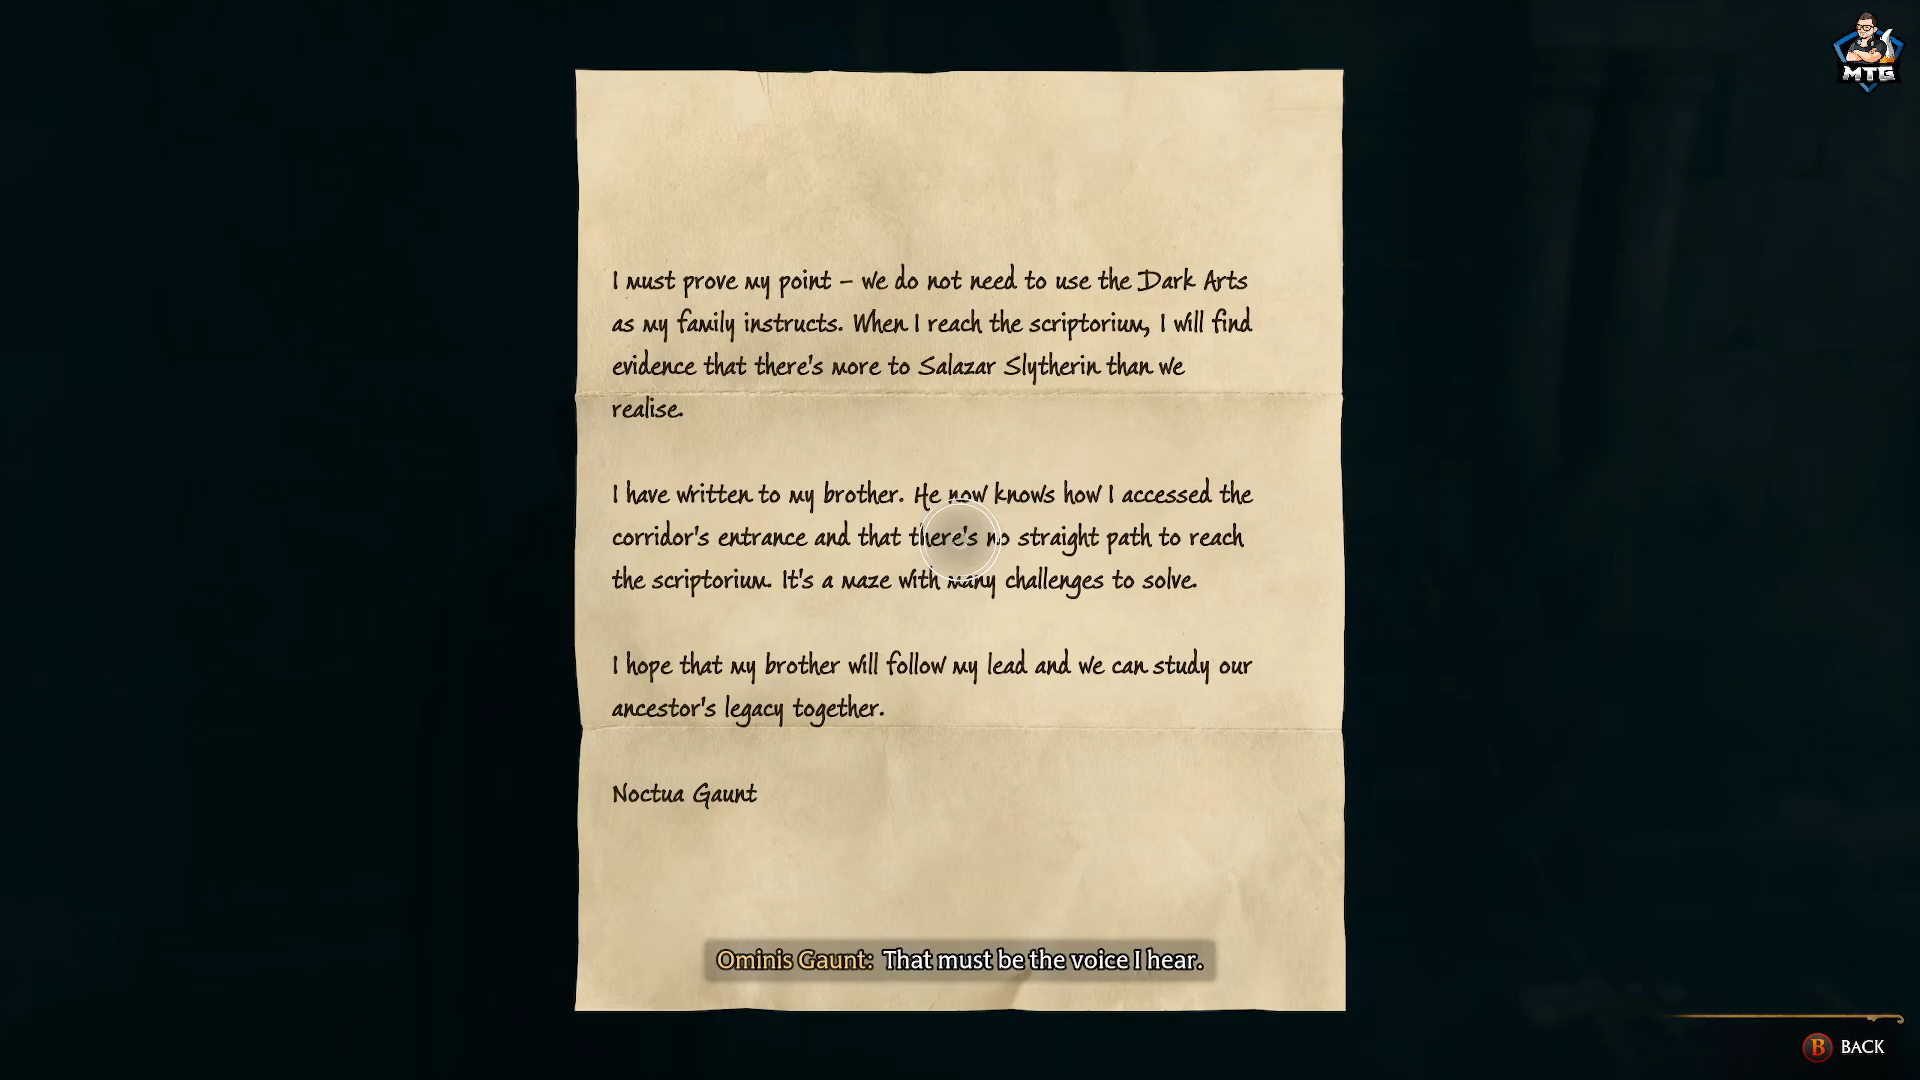 MTG
I must prove my point – we do not need to use the Dark Arts
as my family instructs. When I reach the scriptorium, I will find
evidence that there's more to Salazar Slytherin than we
realise.
I have written to my brother. He now knows how I accessed the
corridor's entrance and that there's no straight path to reach
the scriptorium. It's a maze with many challenges to solve.
I hope that my brother will follow my lead and we can study our
ancestor's legacy together.
Noctua Gaunt
Ominis Gaunt: That must be the voice I hear.
B BACK